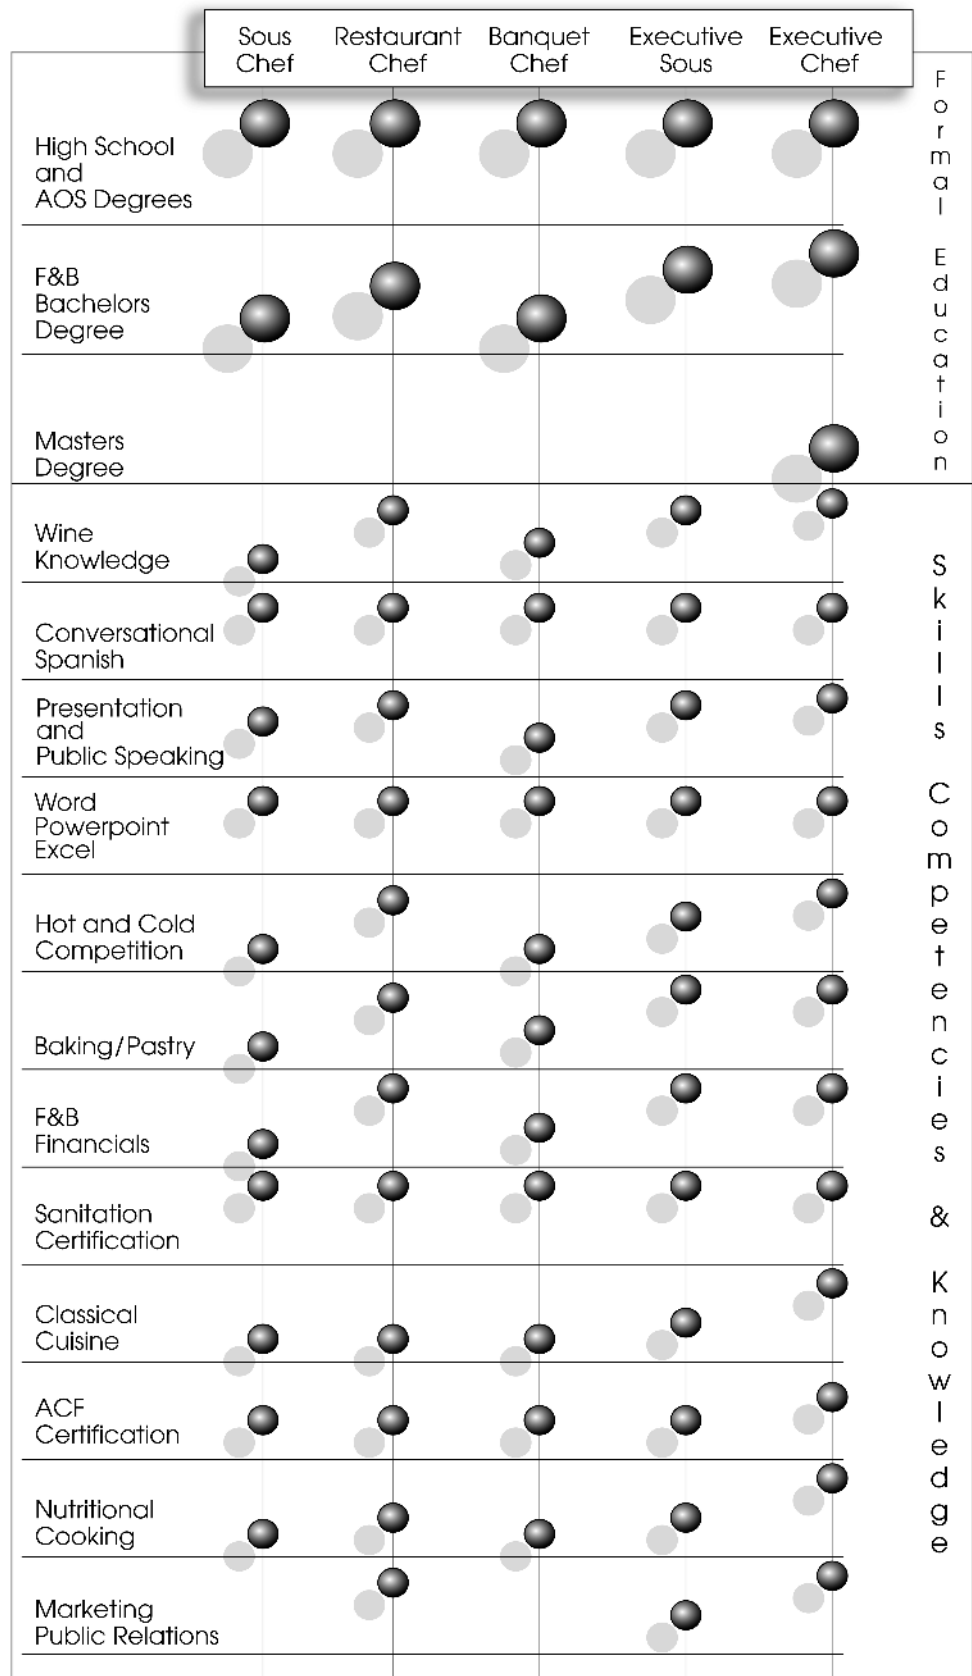 Sous
Chef
Restaurant
Chef
Banquet
Chef
Executive
Sous
Executive
Chef
Formal Education
High School
and
AOS Degrees
F&B
Bachelors
Degree
Masters
Degree
Skills Competencies & Knowledge
Wine
Knowledge
Conversational
Spanish
Presentation
and
Public Speaking
Word
Powerpoint
Excel
Hot and Cold
Competition
Baking/Pastry
F&B
Financials
Sanitation
Certification
Classical
Cuisine
ACF
Certification
Nutritional
Cooking
Marketing
Public Relations